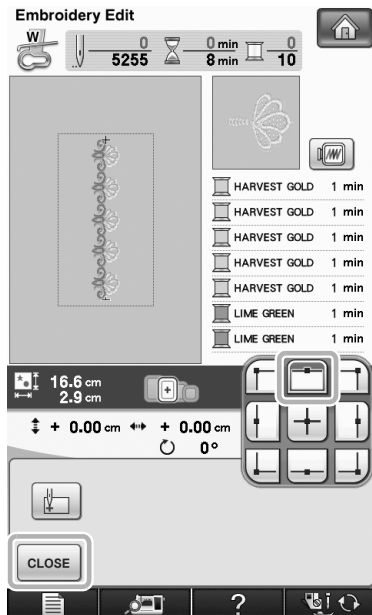 Embroidery Edit
W
0 0 min 0
5255 8 min 10
HARVEST GOLD 1 min
HARVEST GOLD 1 min
HARVEST GOLD 1 min
HARVEST GOLD 1 min
HARVEST GOLD 1 min
LIME GREEN 1 min
LIME GREEN 1 min
16.6 cm
2.9 cm
+ 0.00 cm + 0.00 cm
0°
CLOSE
?